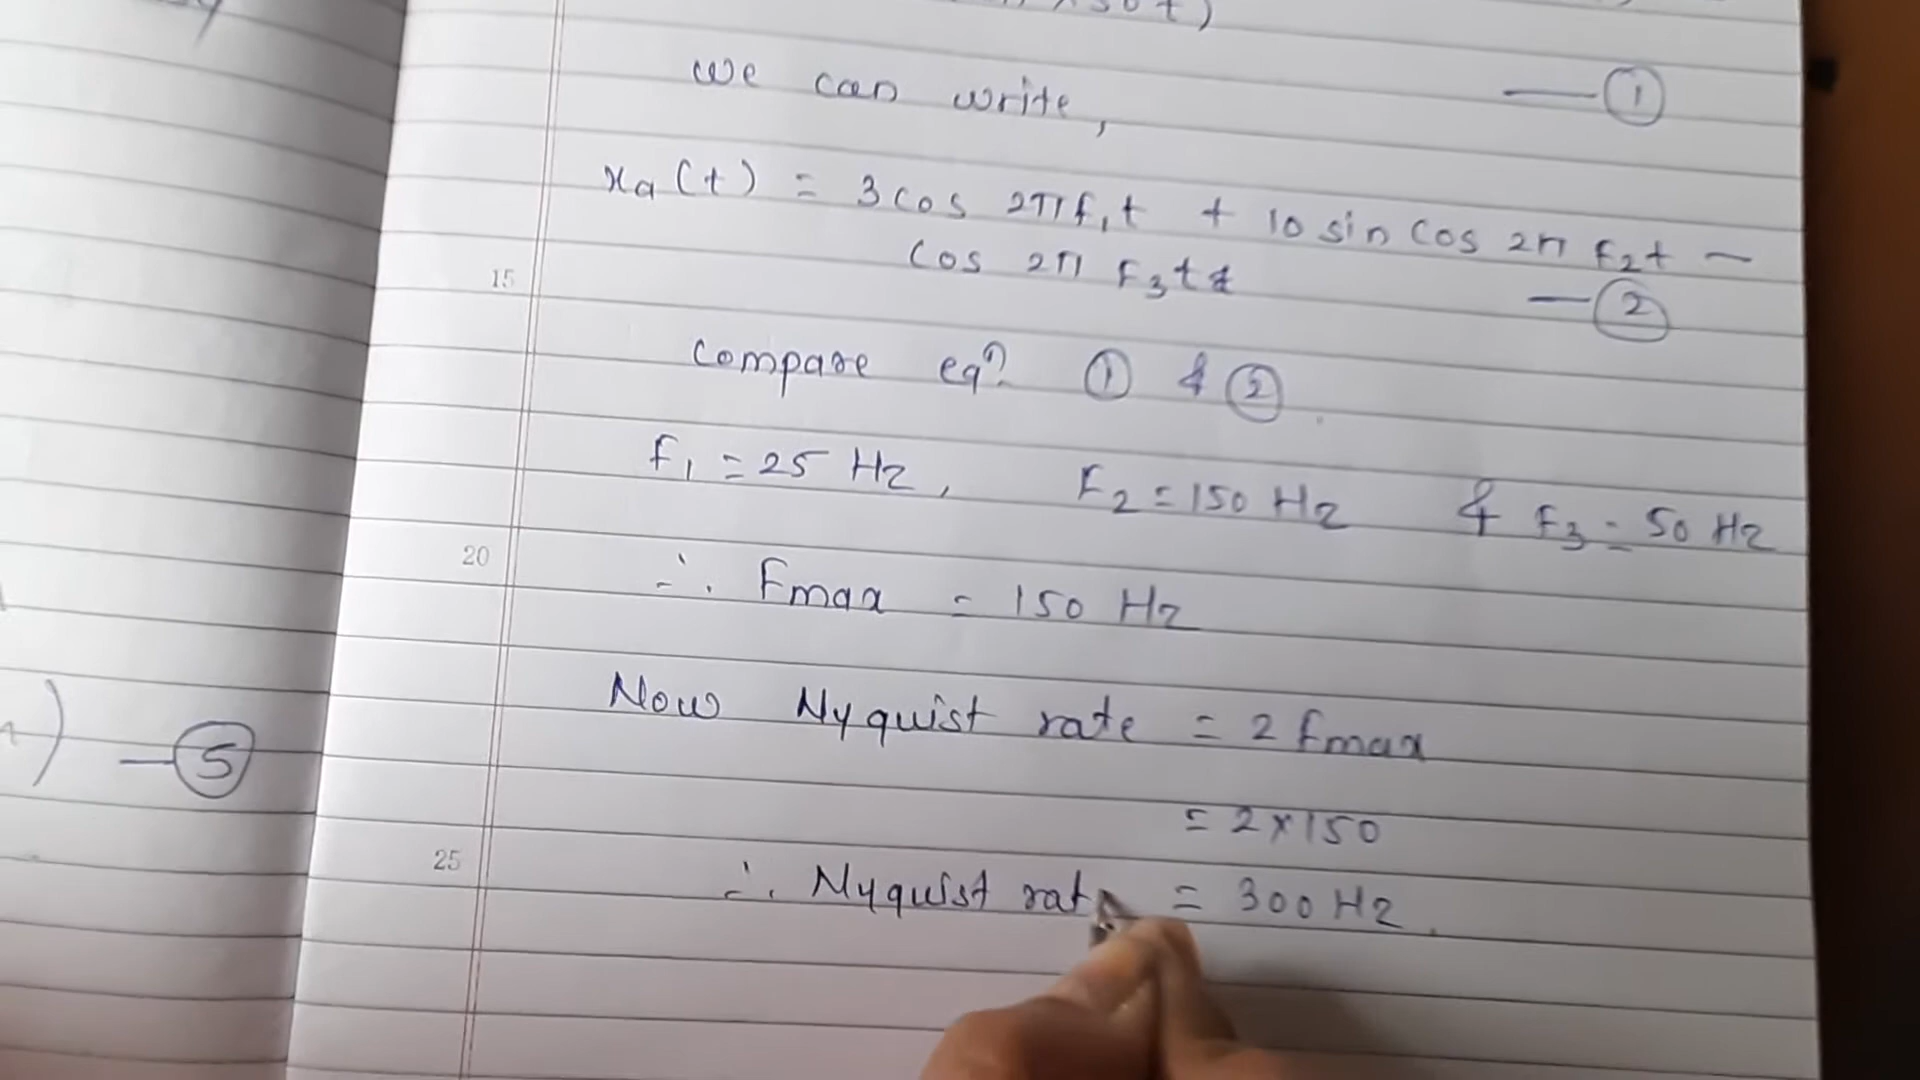 we can write, — ①
xa(t) = 3 cos 2πf₁t + 10 sin cos 2π F₂t –
cos 2π F₃t
— ②
15
compare eqⁿ ① & ②
f₁ = 25 Hz, F₂ = 150 Hz & F₃ = 50 Hz
20
∴ Fmax = 150 Hz
Now Nyquist rate = 2 Fmax
— ⑤
= 2 × 150
25
∴ Nyquist rate = 300 Hz.